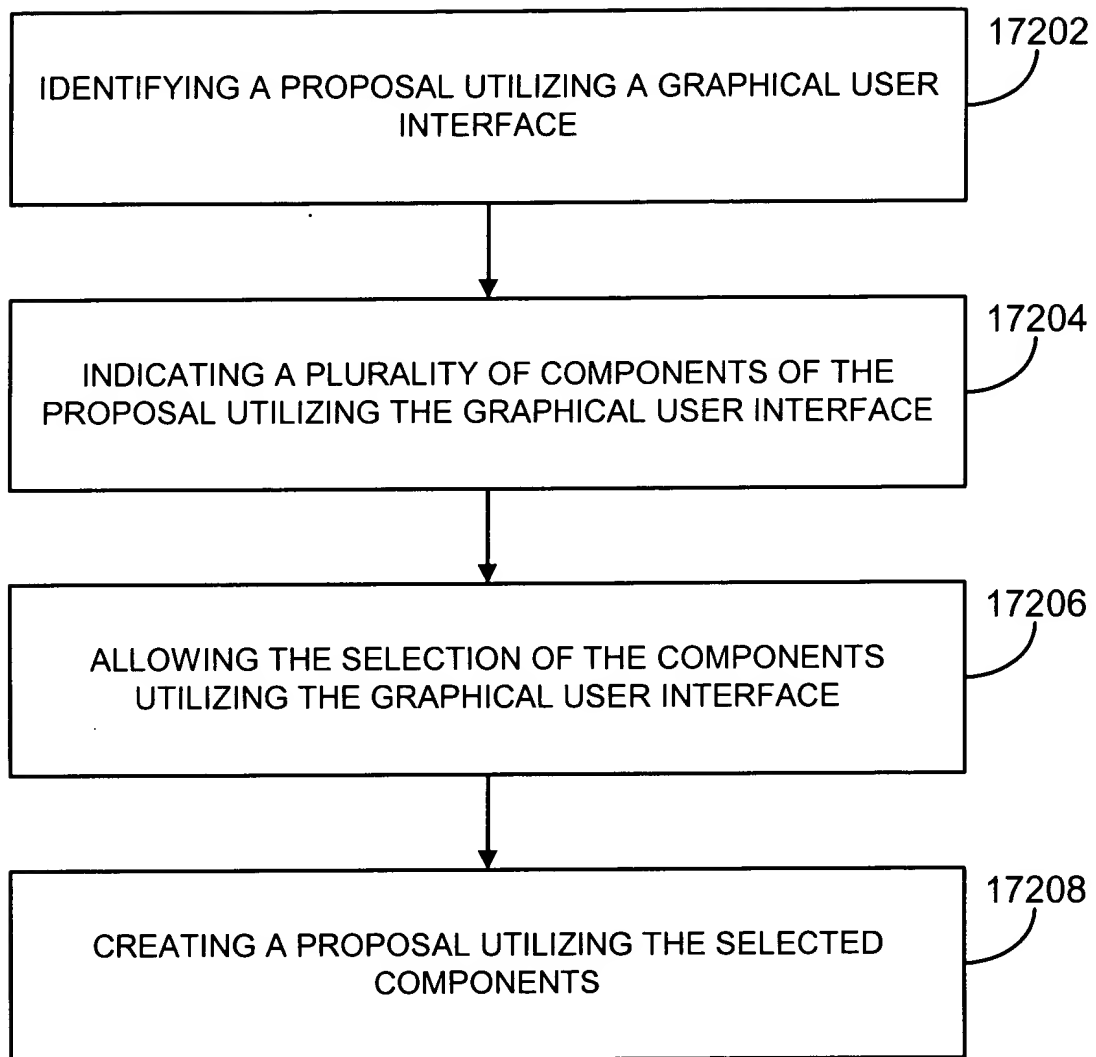 17202
IDENTIFYING A PROPOSAL UTILIZING A GRAPHICAL USER
INTERFACE
17204
INDICATING A PLURALITY OF COMPONENTS OF THE
PROPOSAL UTILIZING THE GRAPHICAL USER INTERFACE
17206
ALLOWING THE SELECTION OF THE COMPONENTS
UTILIZING THE GRAPHICAL USER INTERFACE
17208
CREATING A PROPOSAL UTILIZING THE SELECTED
COMPONENTS